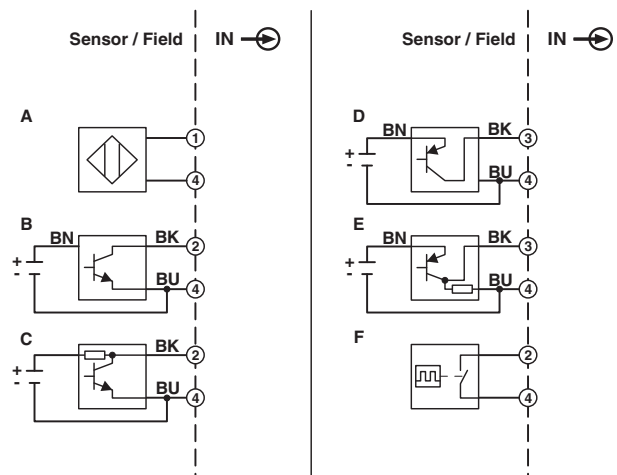 Sensor / Field IN
A
1
4
B
BN BK 2
+
-
BU 4
C
BK 2
+
-
BU 4
Sensor / Field IN
D
BN BK 3
+
-
BU 4
E
BN BK 3
+
-
BU 4
F
2
4